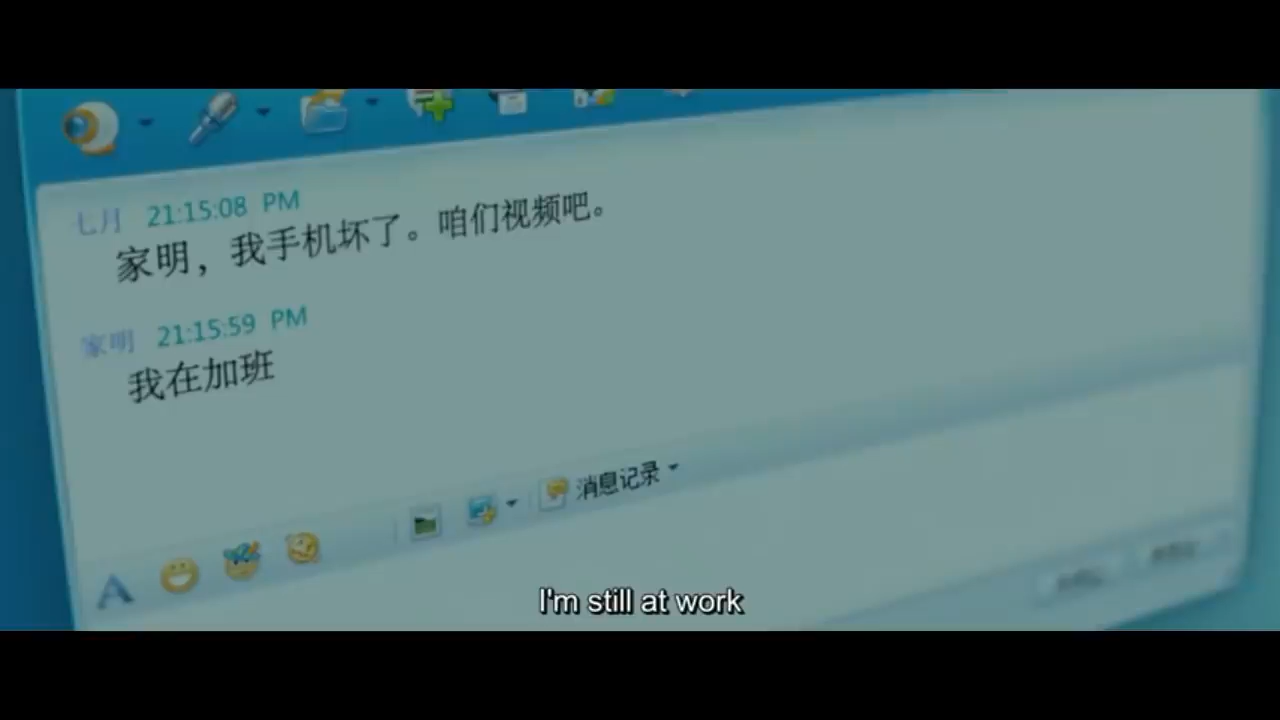 七月 21:15:08 PM
家明，我手机坏了。咱们视频吧。
家明 21:15:59 PM
我在加班
A
消息记录
I'm still at work